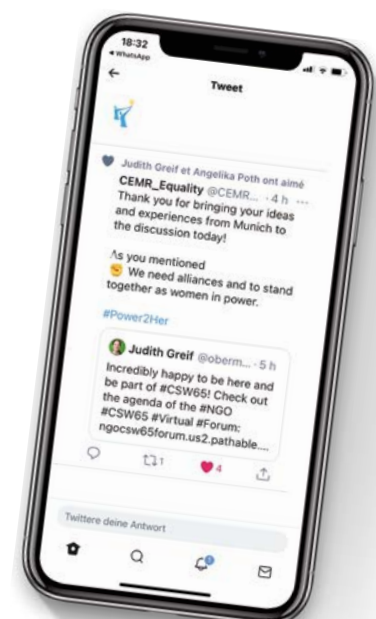 18:32
◀ WhatsApp
Tweet
Judith Greif et Angelika Poth ont aimé
CEMR_Equality @CEMR... · 4 h ...
Thank you for bringing your ideas
and experiences from Munich to
the discussion today!
As you mentioned
✊ We need alliances and to stand
together as women in power.
#Power2Her
Judith Greif @oberm... · 5 h
Incredibly happy to be here and
be part of #CSW65! Check out
the agenda of the #NGO
#CSW65 #Virtual #Forum:
ngocsw65forum.us2.pathable....
1 4
Twittere deine Antwort